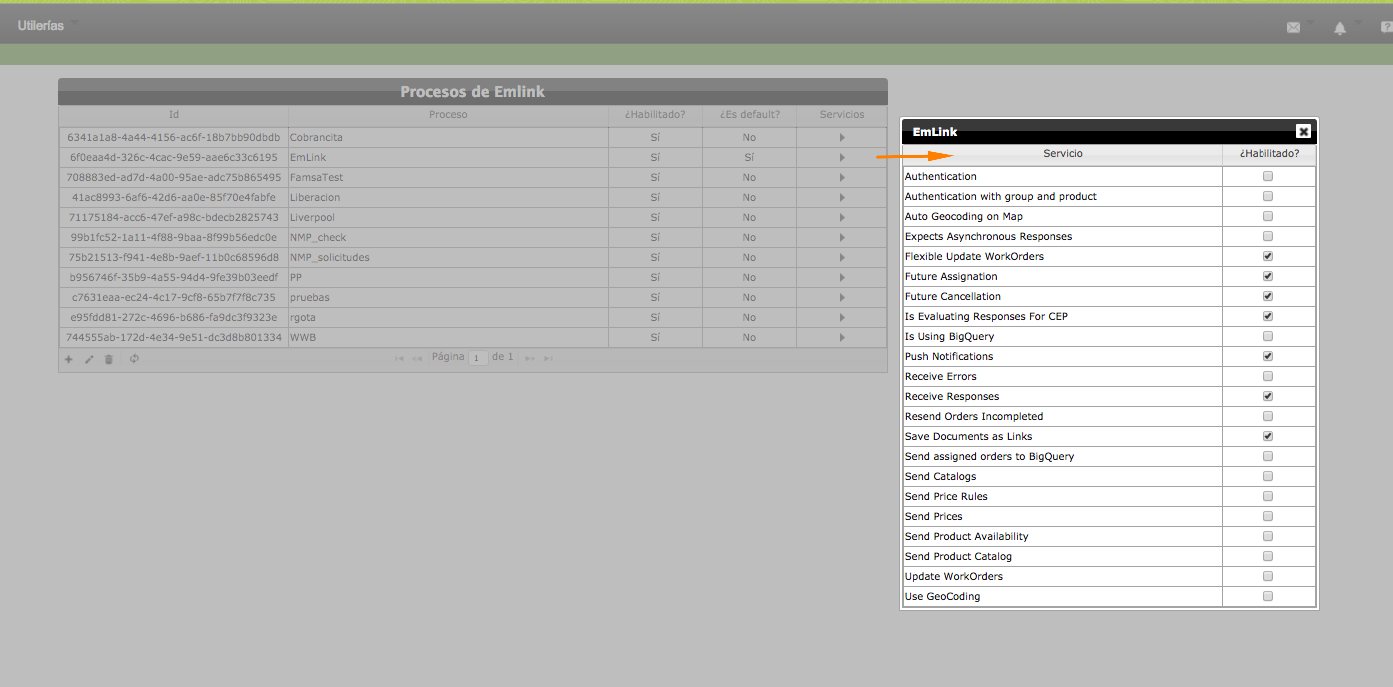 Utilerías
Procesos de Emlink
Id Proceso ¿Habilitado? ¿Es default? Servicios
6341a1a8-4a44-4156-ac6f-18b7bb90dbdb Cobrancita Sí No
6f0eaa4d-326c-4cac-9e59-aae6c33c6195 EmLink Sí Sí
708883ed-ad7d-4a00-95ae-adc75b865495 FamsaTest Sí No
41ac8993-6af6-42d6-aa0e-85f70e4fabfe Liberacion Sí No
71175184-acc6-47ef-a98c-bdecb2825743 Liverpool Sí No
99b1fc52-1a11-4f88-9baa-8f99b56edc0e NMP_check Sí No
75b21513-f941-4e8b-9aef-11b0c68596d8 NMP_solicitudes Sí No
b956746f-35b9-4a55-94d4-9fe39b03eedf PP Sí No
c7631eaa-ec24-4c17-9cf8-65b7f7f8c735 pruebas Sí No
e95fdd81-272c-4696-b686-fa9dc3f9323e rgota Sí No
744555ab-172d-4e34-9e51-dc3d8b801334 WWB Sí No
Página 1 de 1
EmLink
Servicio ¿Habilitado?
Authentication
Authentication with group and product
Auto Geocoding on Map
Expects Asynchronous Responses
Flexible Update WorkOrders
Future Assignation
Future Cancellation
Is Evaluating Responses For CEP
Is Using BigQuery
Push Notifications
Receive Errors
Receive Responses
Resend Orders Incompleted
Save Documents as Links
Send assigned orders to BigQuery
Send Catalogs
Send Price Rules
Send Prices
Send Product Availability
Send Product Catalog
Update WorkOrders
Use GeoCoding